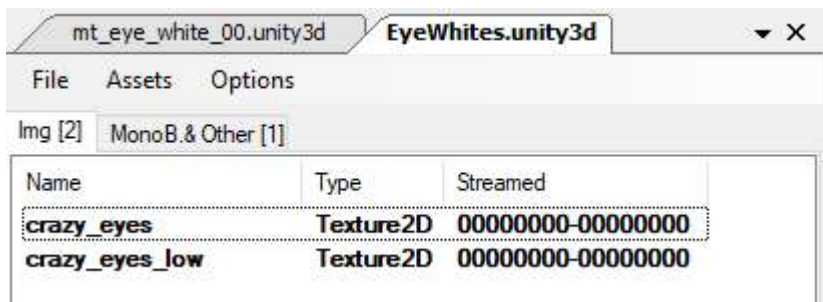 mt_eye_white_00.unity3d EyeWhites.unity3d
File Assets Options
Img [2] MonoB.& Other [1]
Name Type Streamed
crazy_eyes Texture2D 00000000-00000000
crazy_eyes_low Texture2D 00000000-00000000